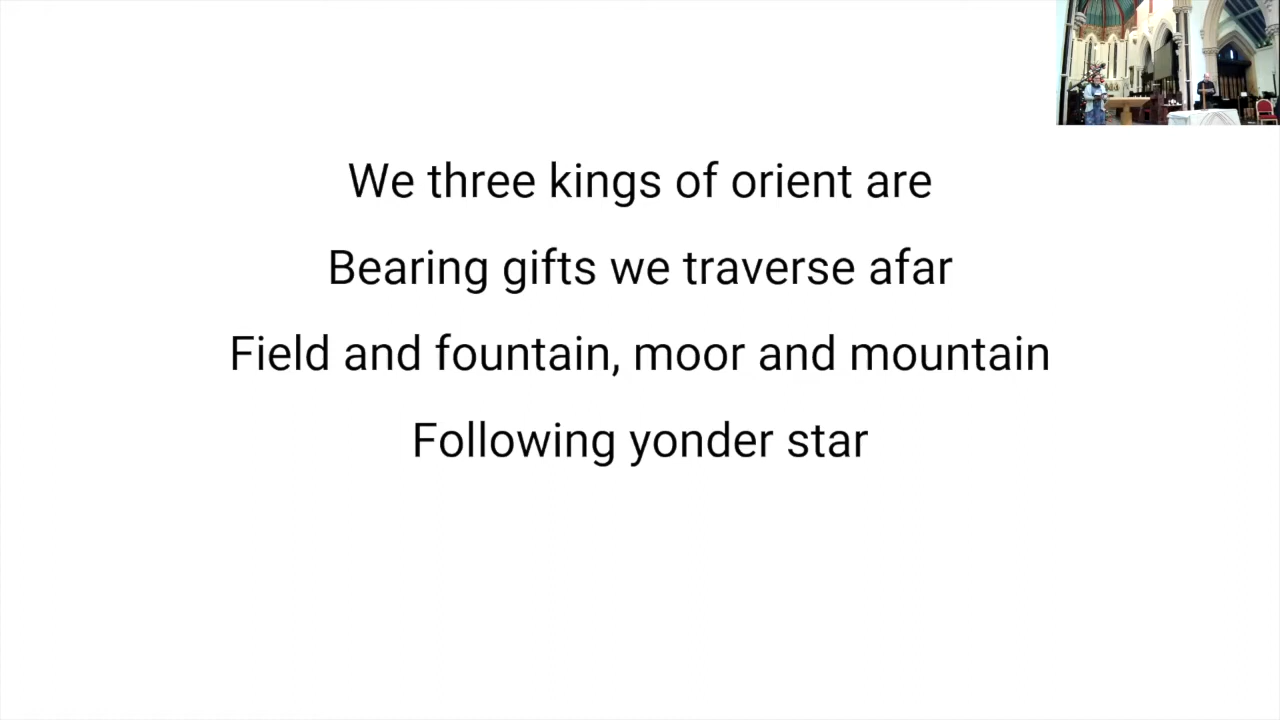 We three kings of orient are
Bearing gifts we traverse afar
Field and fountain, moor and mountain
Following yonder star